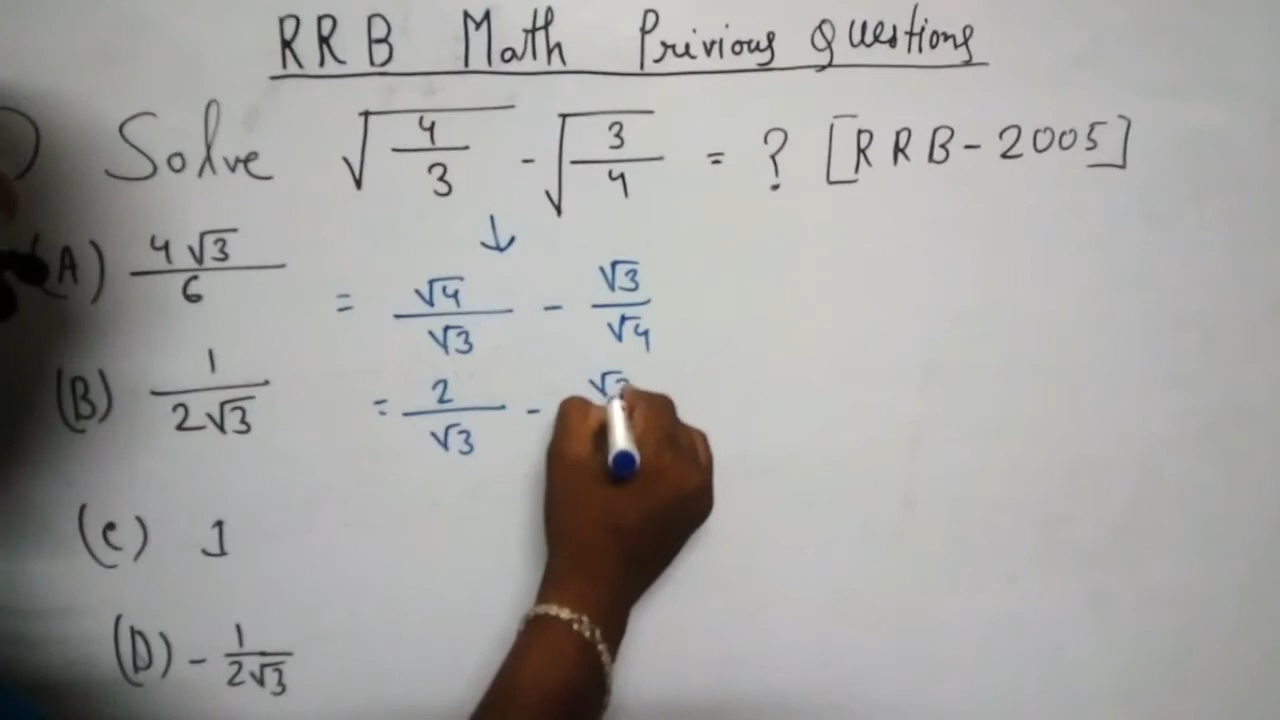 RRB Math Privious Questions
Solve √(4/3) - √(3/4) = ? [RRB-2005]
(A) 4√3/6
= √4/√3 - √3/√4
(B) 1/2√3
= 2/√3 -
(C) 1
(D) - 1/2√3